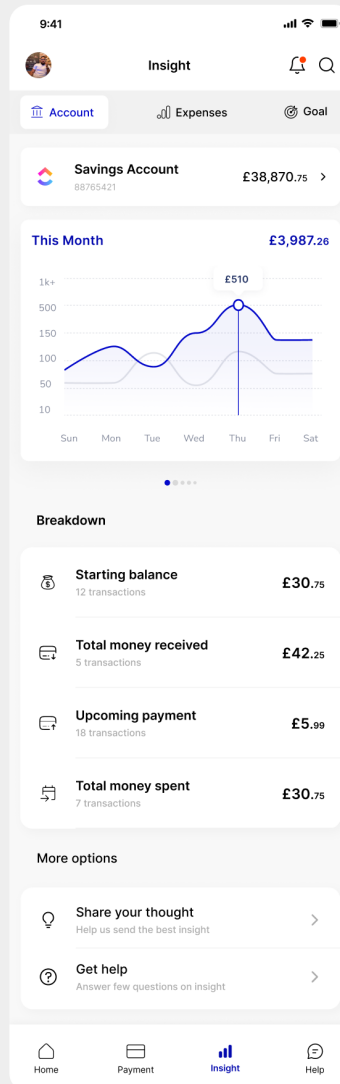 9:41
Insight
Account
Expenses
Goal
Savings Account
88765421
£38,870.75
This Month
£3,987.26
£510
1k+
500
150
100
50
10
Sun Mon Tue Wed Thu Fri Sat
Breakdown
Starting balance
12 transactions
£30.75
Total money received
5 transactions
£42.25
Upcoming payment
18 transactions
£5.99
Total money spent
7 transactions
£30.75
More options
Share your thought
Help us send the best insight
Get help
Answer few questions on insight
Home
Payment
Insight
Help